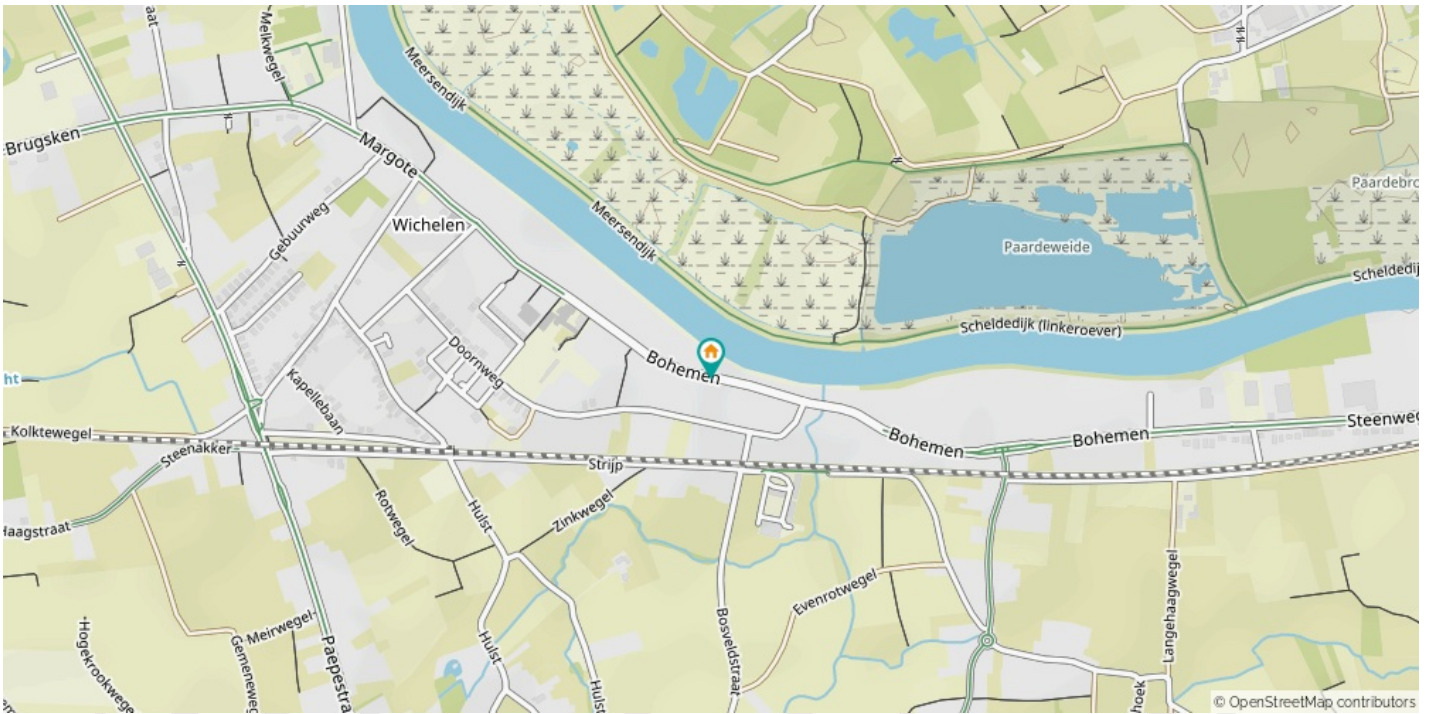 Melkwegel
Meersendijk
Brugsken
Margote
Paardebro
Gebuurweg
Wichelen
Meersendijk
Paardeweide
Scheldedij
Scheldedijk (linkeroever)
Doornweg
Bohemen
ht
Kapellebaan
Kolktewegel
Steenakker
Bohemen
Bohemen
Steenweg
Strijp
Haagstraat
Rotwegel
Hulst
Zinkwegel
Evenrotwegel
Langehaagwegel
Hogekrookwege
Gemeneweg
Meirwegel
Paepestra
Hulst
Hulst
Bosveldstraat
hoek
© OpenStreetMap contributors